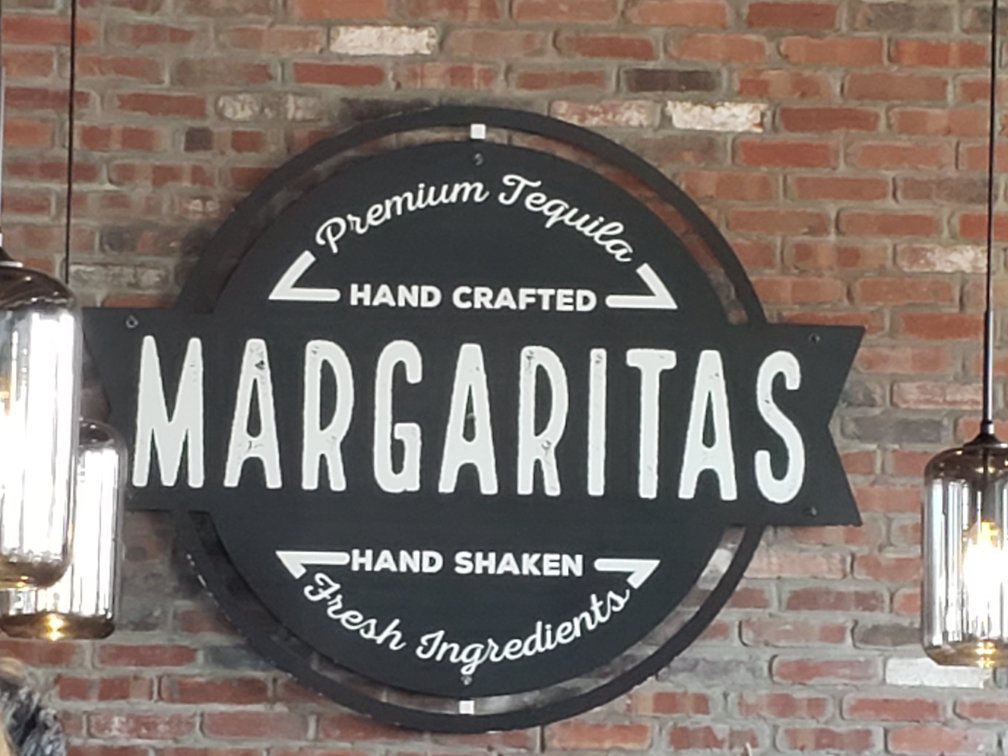 Premium Tequila
HAND CRAFTED
MARGARITAS
HAND SHAKEN
Fresh Ingredients